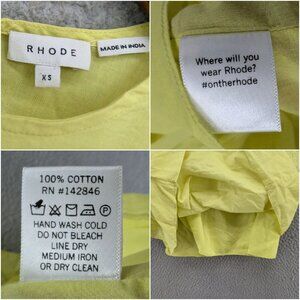 RHODE
MADE IN INDIA
XS
Where will you
wear Rhode?
#ontherhode
100% COTTON
RN #142846
HAND WASH COLD
DO NOT BLEACH
LINE DRY
MEDIUM IRON
OR DRY CLEAN